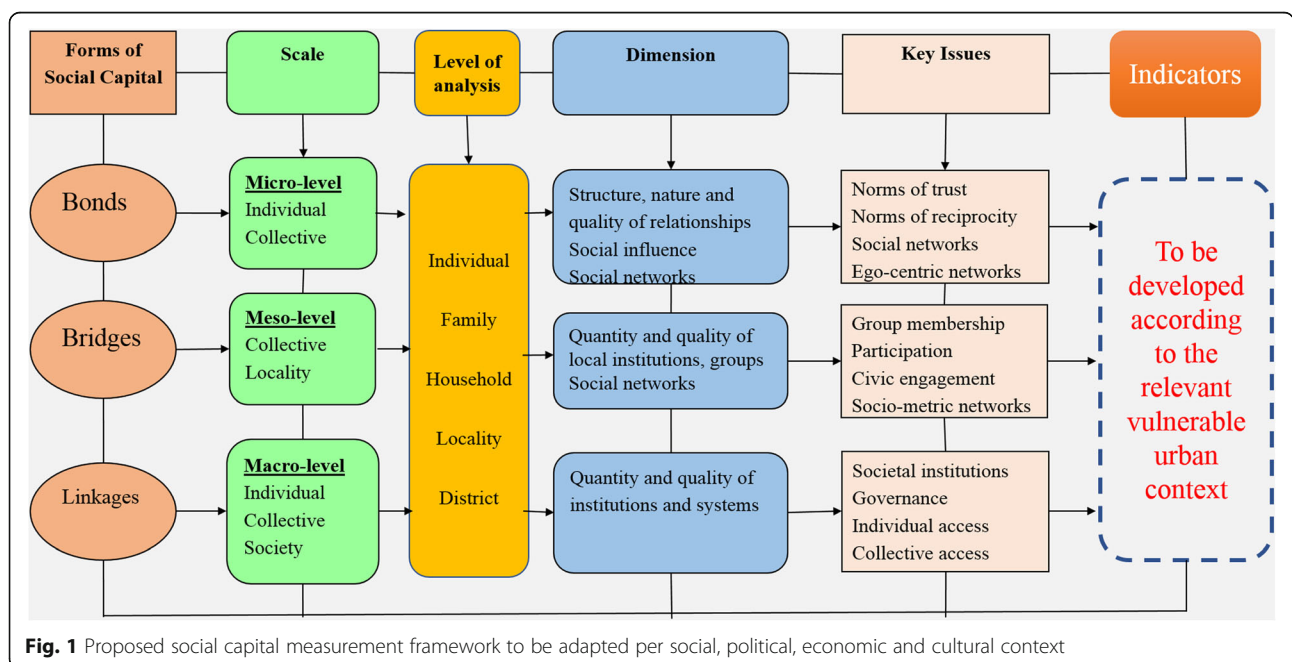 Forms of
Social Capital
Scale
Level of
analysis
Dimension
Key Issues
Indicators
Bonds
Micro-level
Individual
Collective
Structure, nature and
quality of relationships
Social influence
Social networks
Norms of trust
Norms of reciprocity
Social networks
Ego-centric networks
Bridges
Meso-level
Collective
Locality
Quantity and quality of
local institutions, groups
Social networks
Group membership
Participation
Civic engagement
Socio-metric networks
Linkages
Macro-level
Individual
Collective
Society
Individual
Family
Household
Locality
District
Quantity and quality of
institutions and systems
Societal institutions
Governance
Individual access
Collective access
To be
developed
according
to the
relevant
vulnerable
urban
context
Fig. 1 Proposed social capital measurement framework to be adapted per social, political, economic and cultural context